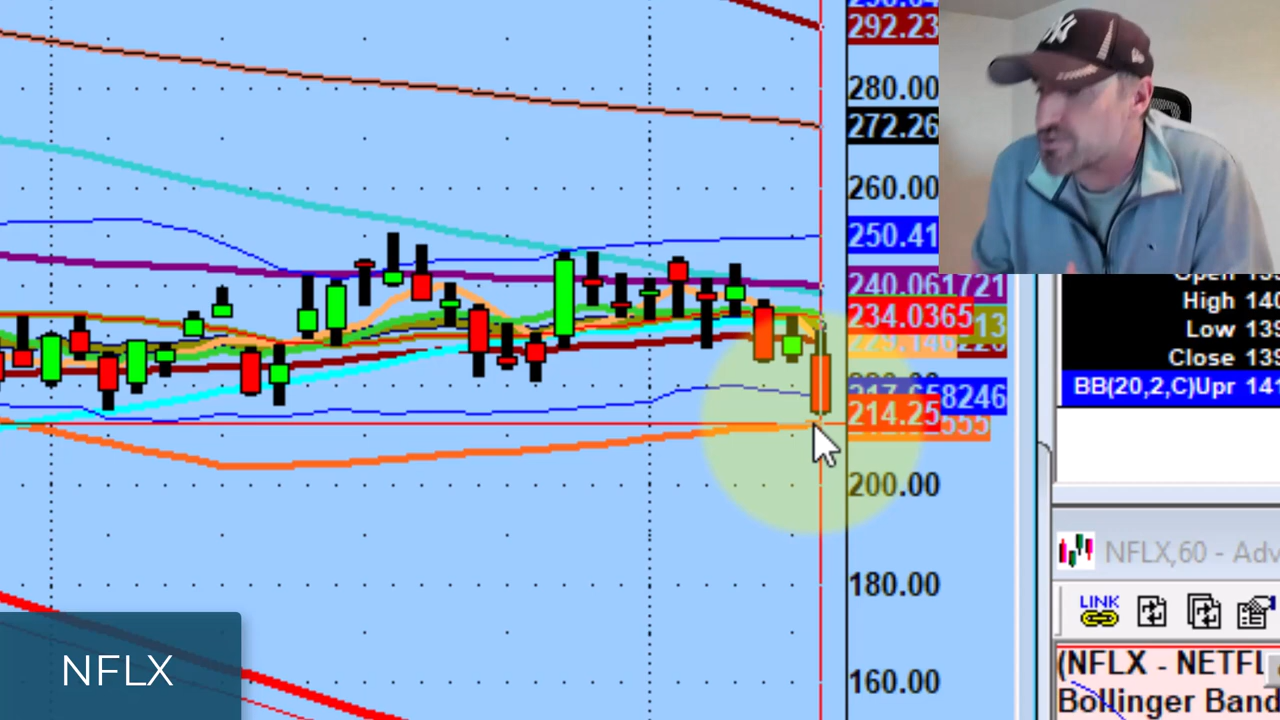 292.23
280.00
272.26
260.00
250.41
240.061721
234.0365
214.25
200.00
180.00
160.00
NFLX
High 140
Low 139
Close 139
BB(20,2,C)Upr 141
NFLX,60 - Adv
LINK
(NFLX - NETFL
Bollinger Band